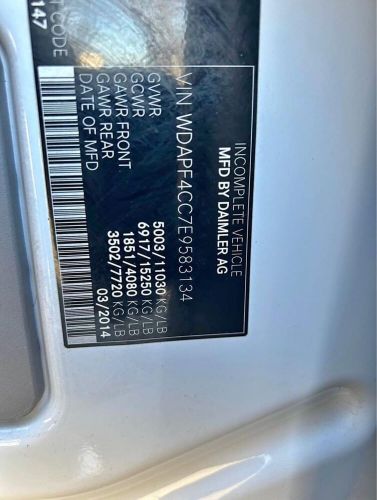 INCOMPLETE VEHICLE
MFD BY DAIMLER AG
VIN WDAPF4CC7E9583134
GVWR 5003/11030 KG/LB
GCWR 6917/15250 KG/LB
GAWR FRONT. 1851/4080 KG/LB
GAWR REAR 3502/7720 KG/LB
DATE OF MFD 03/2014
CODE
147